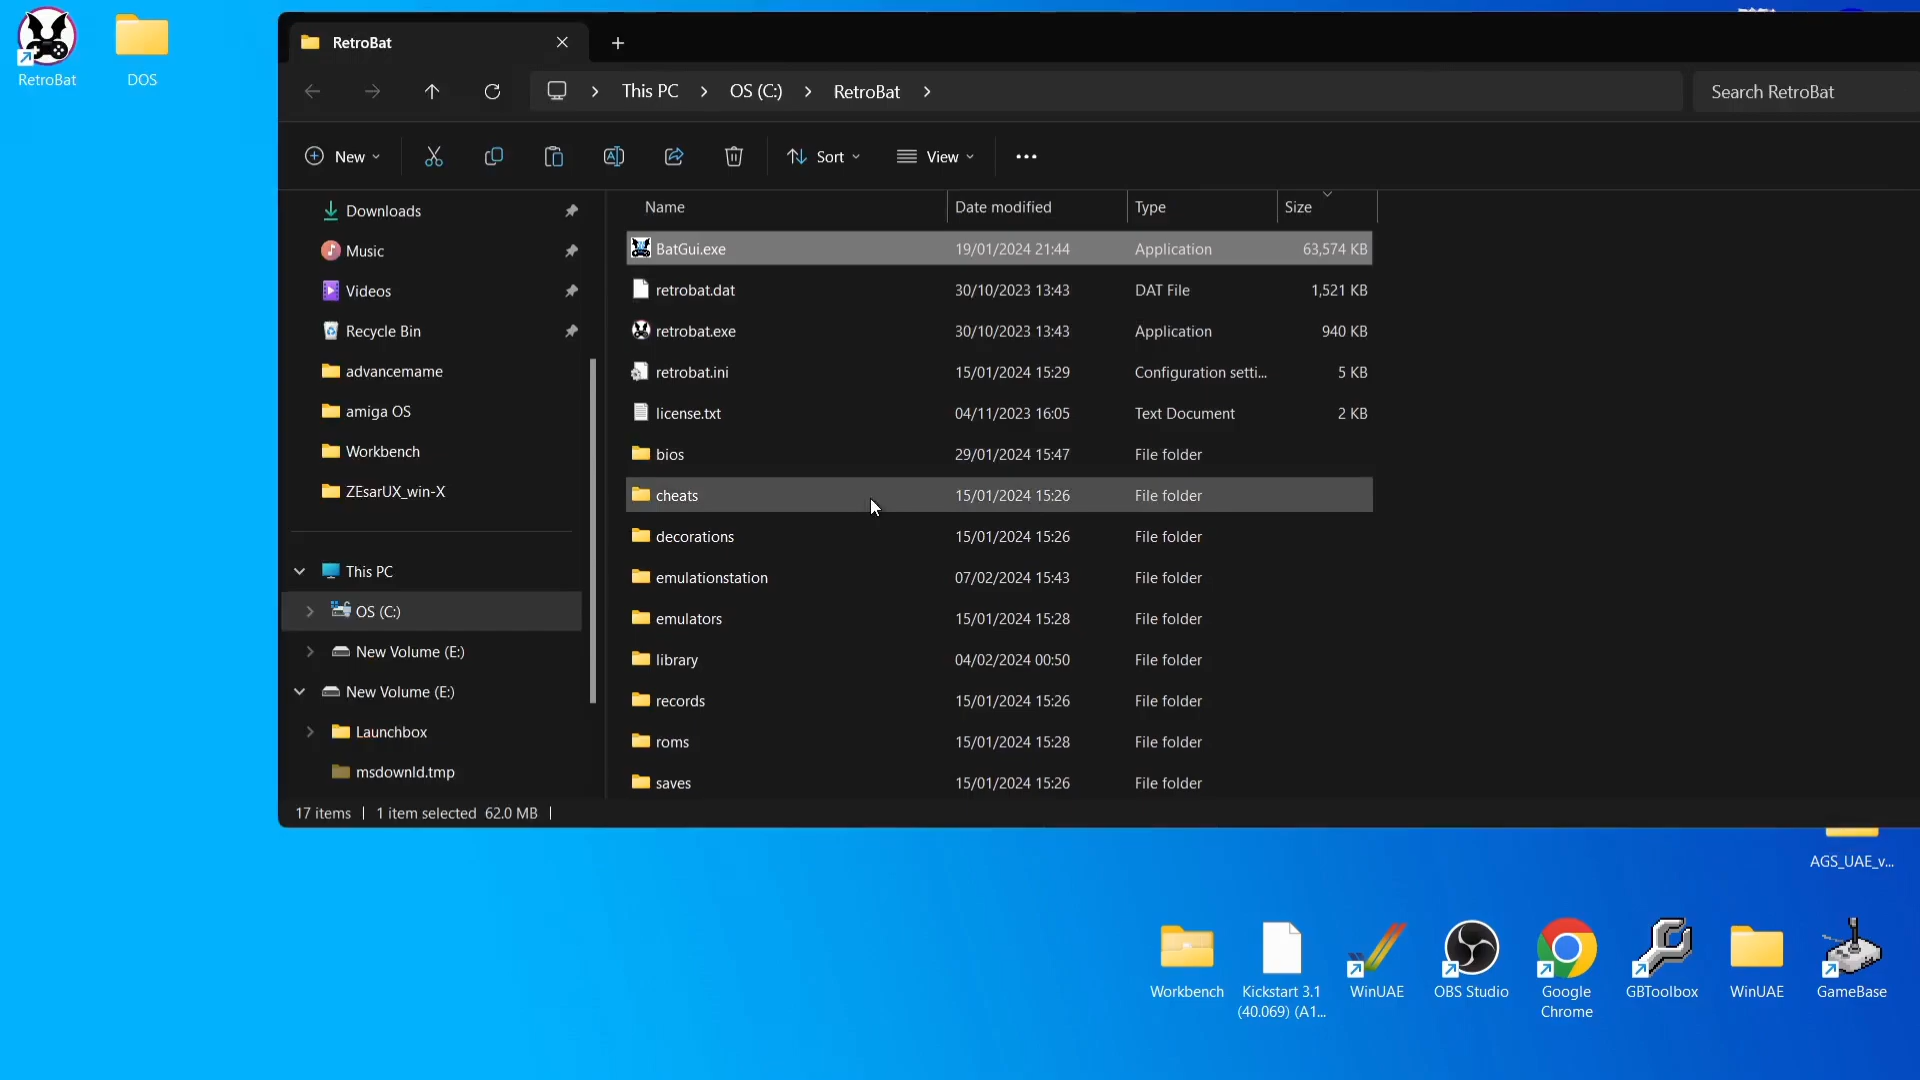 RetroBat
DOS
RetroBat
This PC
OS (C:)
RetroBat
Search RetroBat
New
Sort
View
Name
Date modified
Type
Size
Downloads
Music
Videos
Recycle Bin
advancemame
amiga OS
Workbench
ZEsarUX_win-X
This PC
OS (C:)
New Volume (E:)
New Volume (E:)
Launchbox
msdownld.tmp
BatGui.exe 19/01/2024 21:44 Application 63,574 KB
retrobat.dat 30/10/2023 13:43 DAT File 1,521 KB
retrobat.exe 30/10/2023 13:43 Application 940 KB
retrobat.ini 15/01/2024 15:29 Configuration setti... 5 KB
license.txt 04/11/2023 16:05 Text Document 2 KB
bios 29/01/2024 15:47 File folder
cheats 15/01/2024 15:26 File folder
decorations 15/01/2024 15:26 File folder
emulationstation 07/02/2024 15:43 File folder
emulators 15/01/2024 15:28 File folder
library 04/02/2024 00:50 File folder
records 15/01/2024 15:26 File folder
roms 15/01/2024 15:28 File folder
saves 15/01/2024 15:26 File folder
17 items
1 item selected 62.0 MB
AGS_UAE_v...
Workbench
Kickstart 3.1
(40.069) (A1...
WinUAE
OBS Studio
Google
Chrome
GBToolbox
WinUAE
GameBase